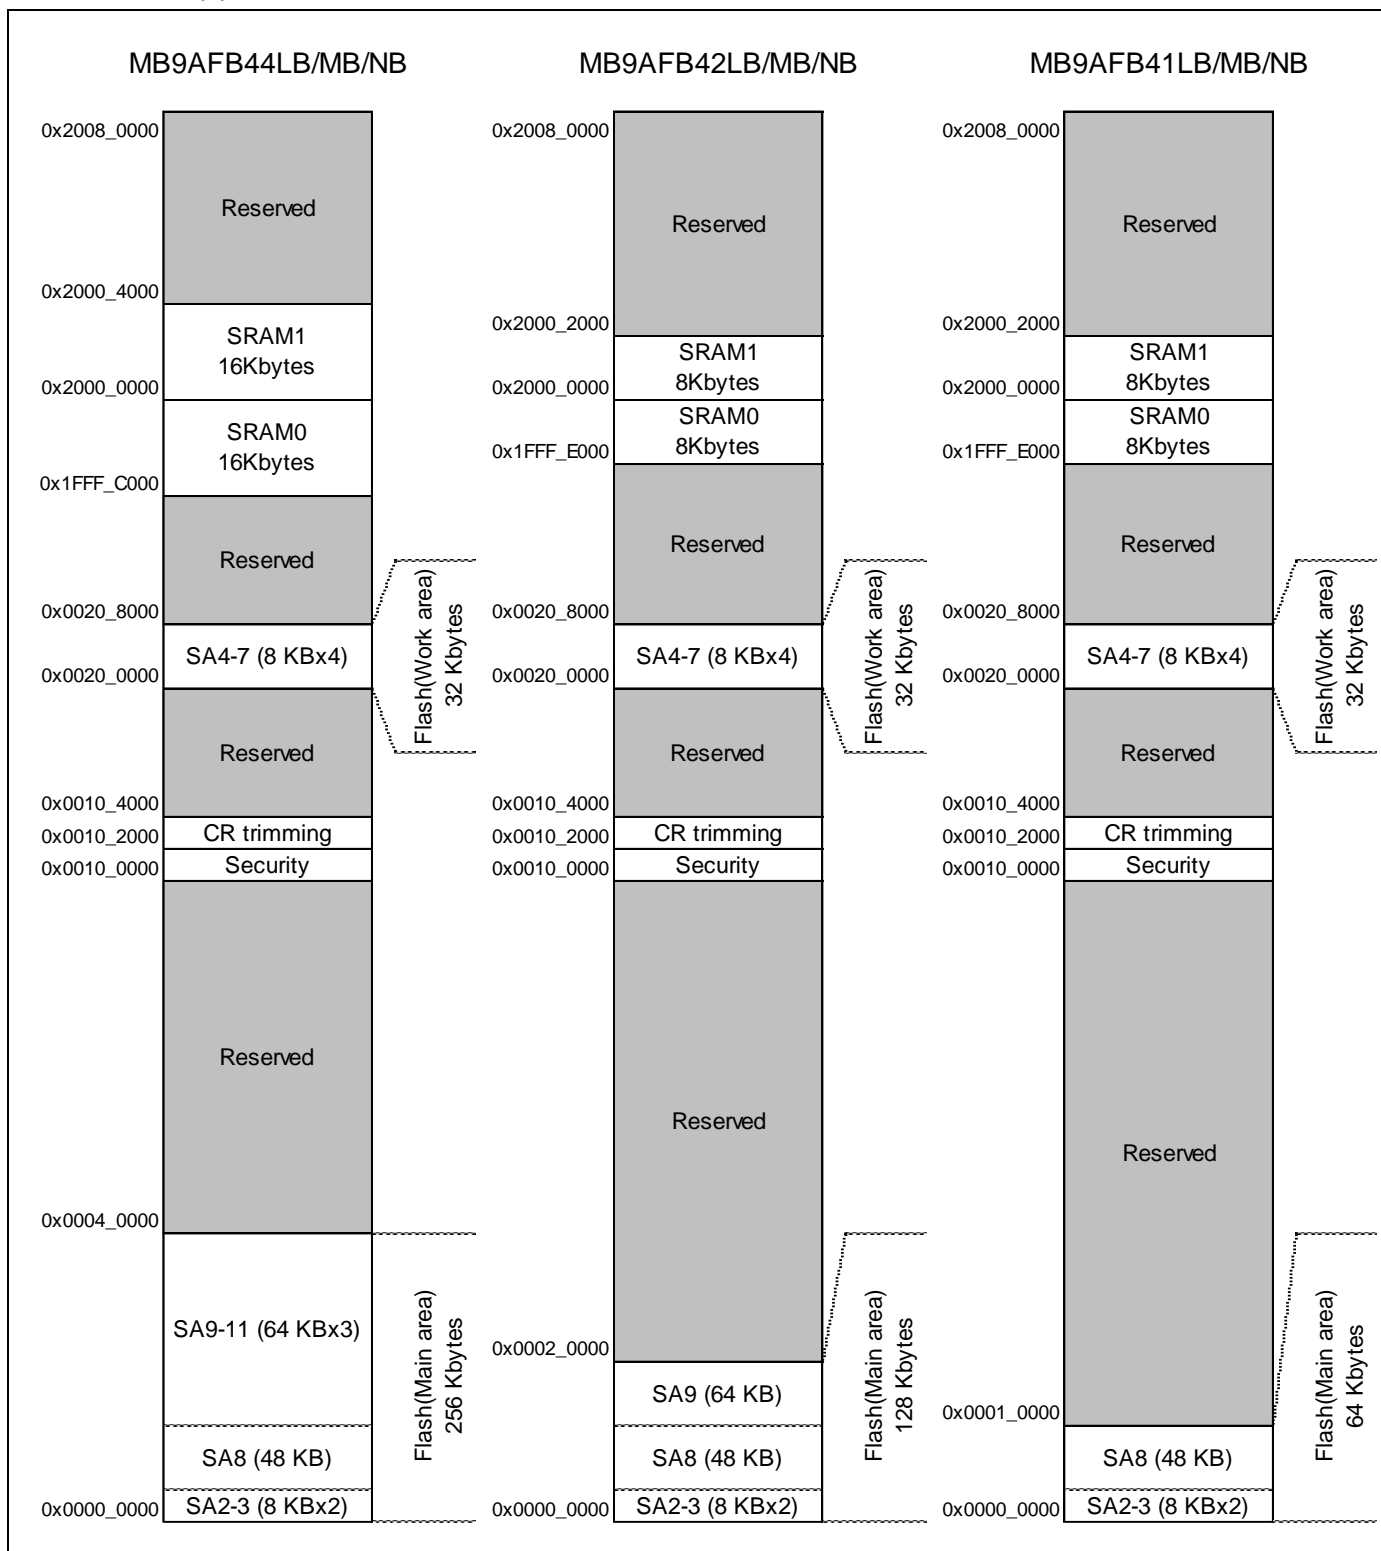 MB9AFB44LB/MB/NB
0x2008_0000
Reserved
0x2000_4000
SRAM1
16Kbytes
0x2000_0000
SRAM0
16Kbytes
0x1FFF_C000
Reserved
0x0020_8000
SA4-7 (8 KBx4)
0x0020_0000
Flash(Work area)
32 Kbytes
Reserved
0x0010_4000
CR trimming
0x0010_2000
Security
0x0010_0000
Reserved
0x0004_0000
SA9-11 (64 KBx3)
SA8 (48 KB)
SA2-3 (8 KBx2)
0x0000_0000
Flash(Main area)
256 Kbytes
MB9AFB42LB/MB/NB
0x2008_0000
Reserved
0x2000_2000
SRAM1
8Kbytes
0x2000_0000
SRAM0
8Kbytes
0x1FFF_E000
Reserved
0x0020_8000
SA4-7 (8 KBx4)
0x0020_0000
Flash(Work area)
32 Kbytes
Reserved
0x0010_4000
CR trimming
0x0010_2000
Security
0x0010_0000
Reserved
0x0002_0000
SA9 (64 KB)
SA8 (48 KB)
SA2-3 (8 KBx2)
0x0000_0000
Flash(Main area)
128 Kbytes
MB9AFB41LB/MB/NB
0x2008_0000
Reserved
0x2000_2000
SRAM1
8Kbytes
0x2000_0000
SRAM0
8Kbytes
0x1FFF_E000
Reserved
0x0020_8000
SA4-7 (8 KBx4)
0x0020_0000
Flash(Work area)
32 Kbytes
Reserved
0x0010_4000
CR trimming
0x0010_2000
Security
0x0010_0000
Reserved
0x0001_0000
SA8 (48 KB)
SA2-3 (8 KBx2)
0x0000_0000
Flash(Main area)
64 Kbytes